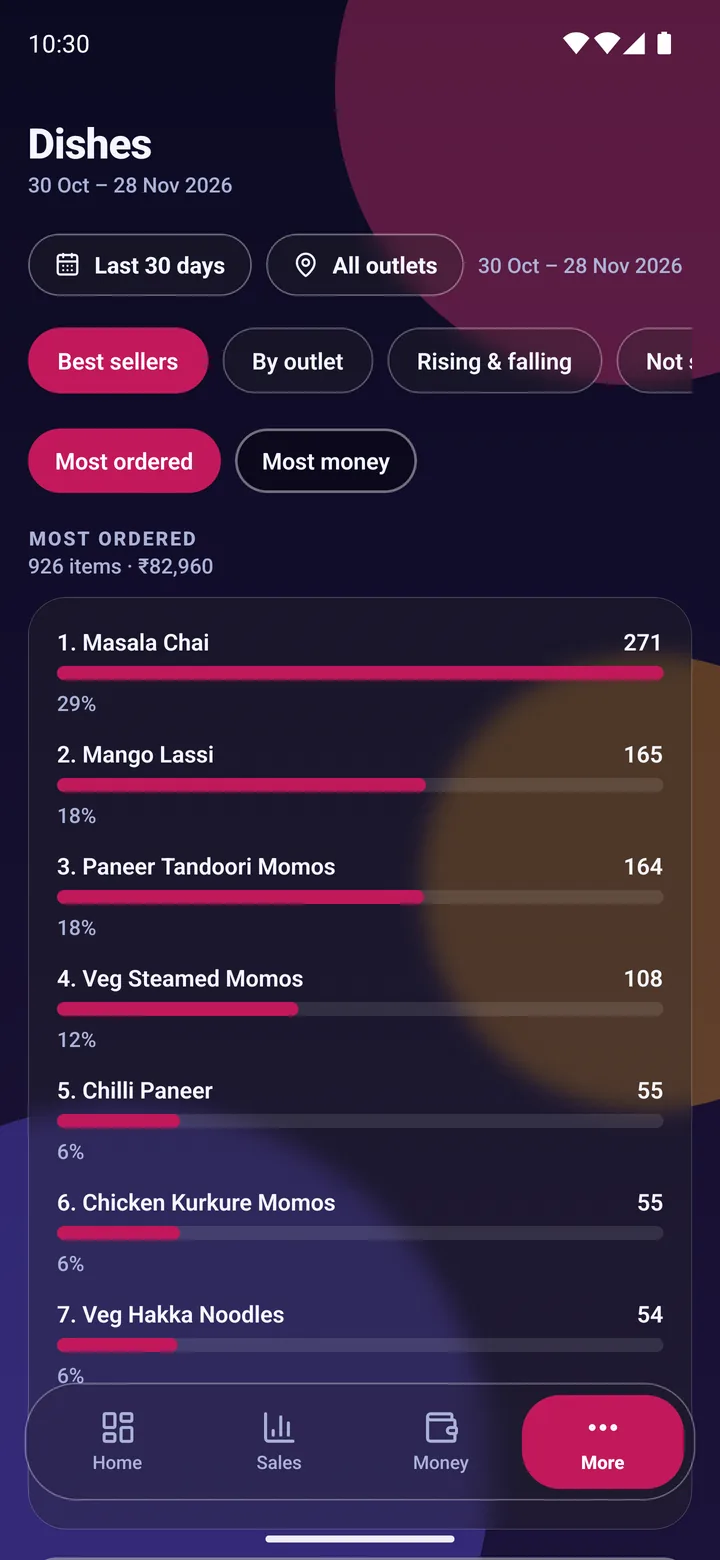 10:30
Dishes
30 Oct – 28 Nov 2026
Last 30 days All outlets 30 Oct – 28 Nov 2026
Best sellers By outlet Rising & falling Not
Most ordered Most money
MOST ORDERED
926 items · ₹82,960
1. Masala Chai 271
29%
2. Mango Lassi 165
18%
3. Paneer Tandoori Momos 164
18%
4. Veg Steamed Momos 108
12%
5. Chilli Paneer 55
6%
6. Chicken Kurkure Momos 55
6%
7. Veg Hakka Noodles 54
6%
Home Sales Money More